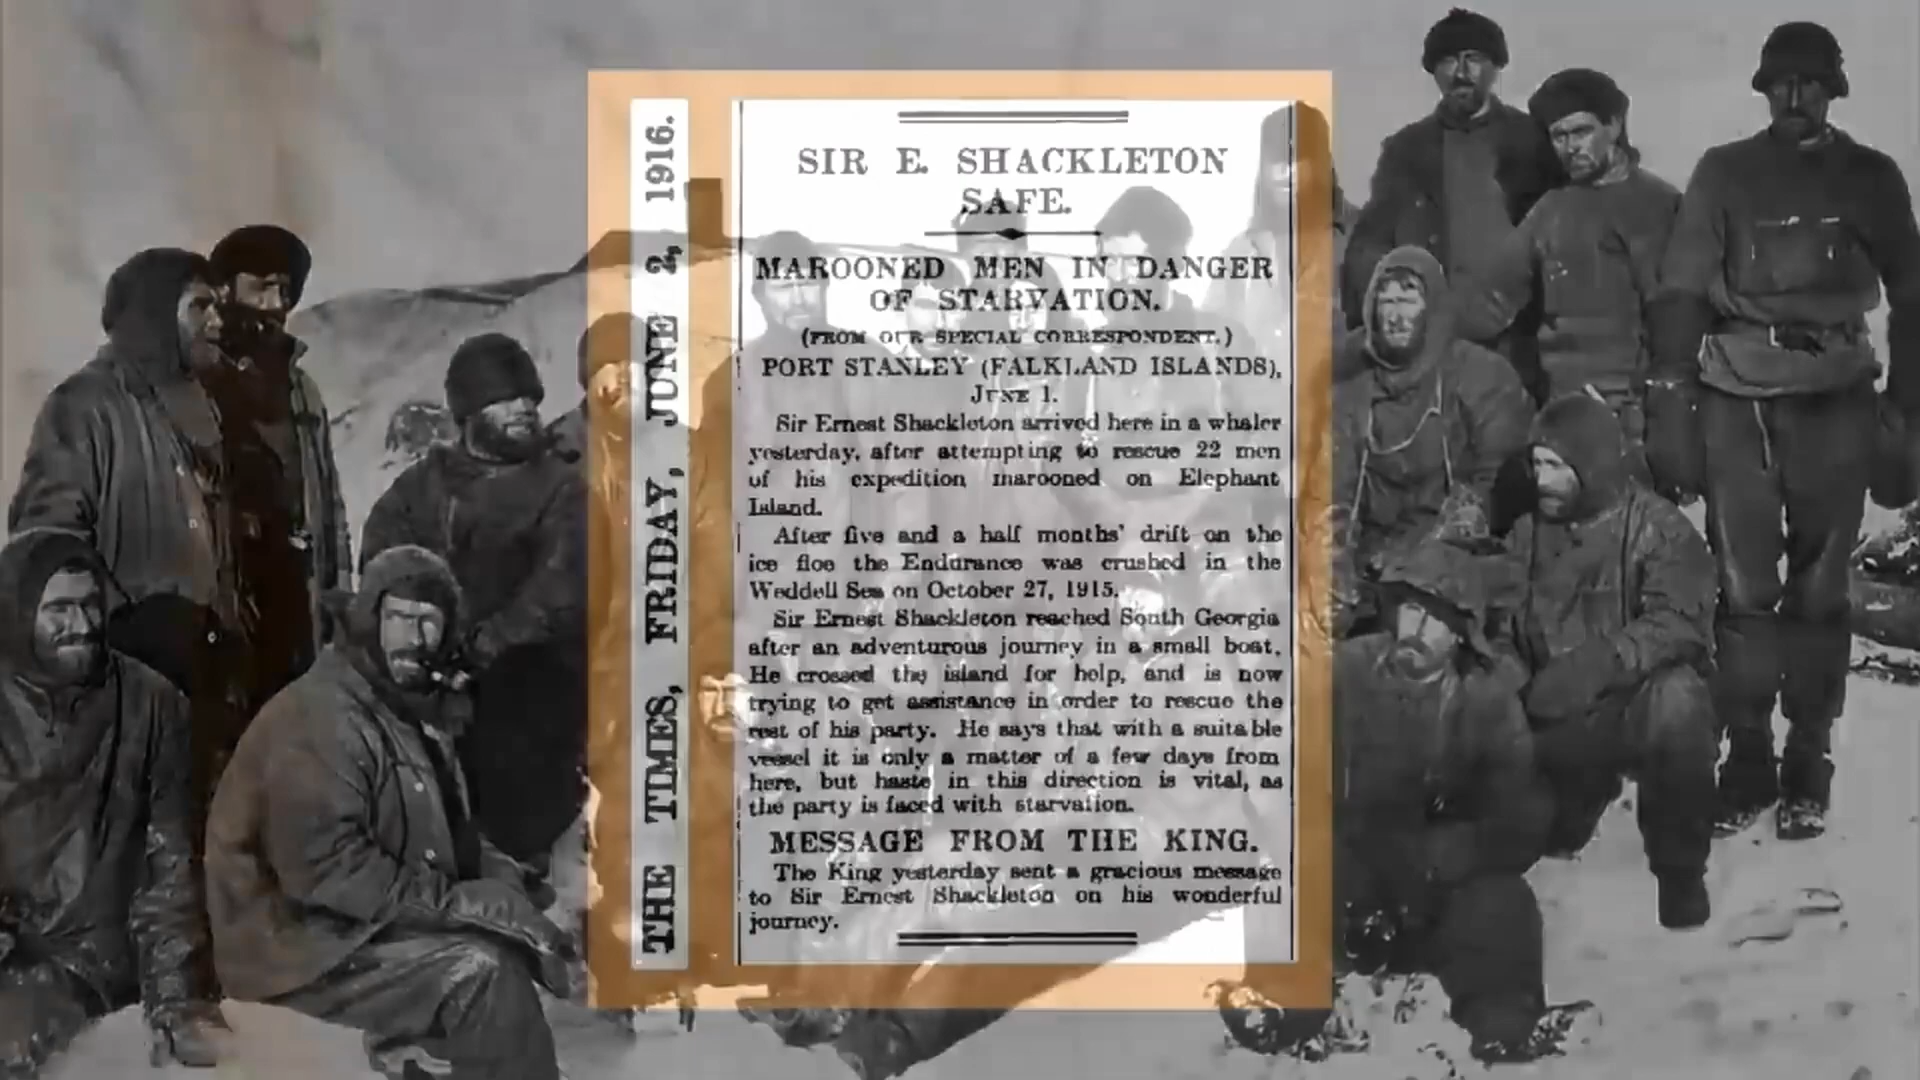 THE TIMES, FRIDAY, JUNE 2, 1916.
SIR E. SHACKLETON
SAFE.
MAROONED MEN IN DANGER
OF STARVATION.
(FROM OUR SPECIAL CORRESPONDENT.)
PORT STANLEY (FALKLAND ISLANDS),
JUNE 1.
Sir Ernest Shackleton arrived here in a whaler
yesterday, after attempting to rescue 22 men
of his expedition marooned on Elephant
Island.
After five and a half months' drift on the
ice floe the Endurance was crushed in the
Weddell Sea on October 27, 1915.
Sir Ernest Shackleton reached South Georgia
after an adventurous journey in a small boat.
He crossed the island for help, and is now
trying to get assistance in order to rescue the
rest of his party. He says that with a suitable
vessel it is only a matter of a few days from
here, but haste in this direction is vital, as
the party is faced with starvation.
MESSAGE FROM THE KING.
The King yesterday sent a gracious message
to Sir Ernest Shackleton on his wonderful
journey.